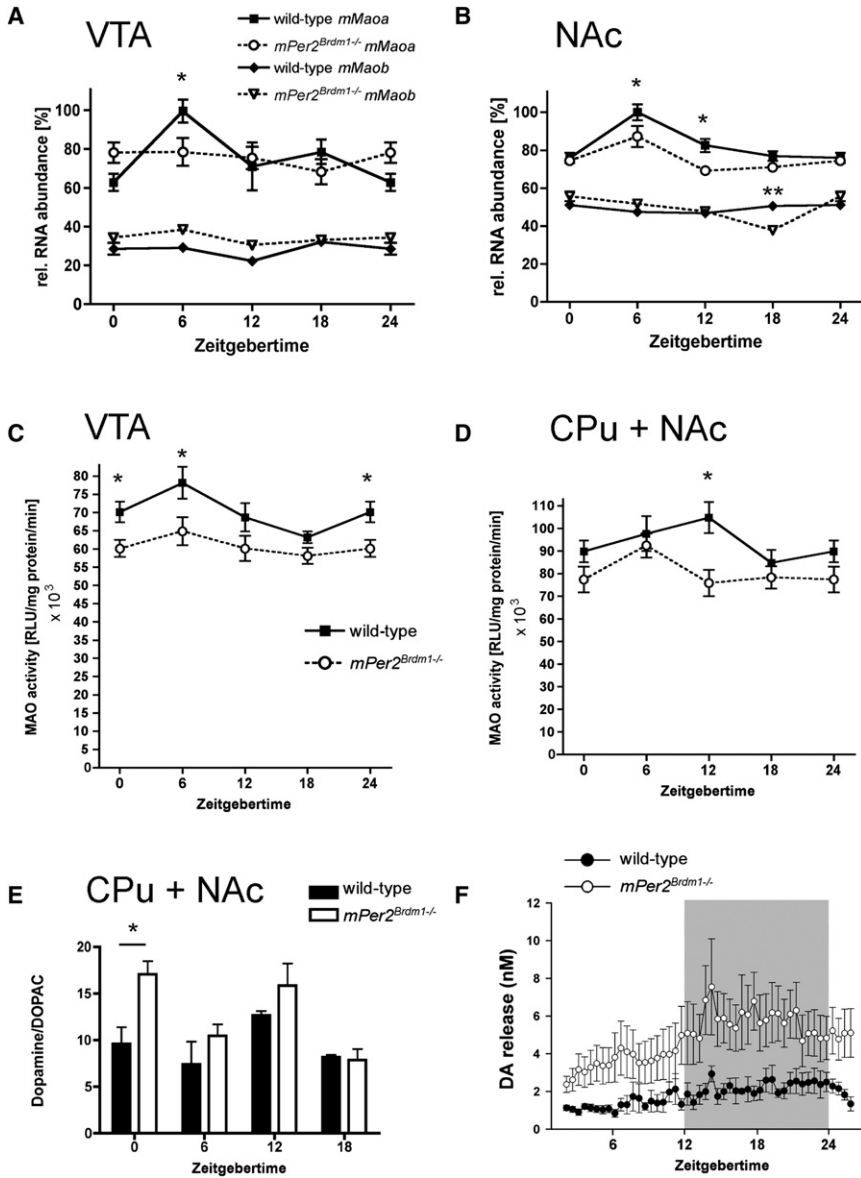 A
VTA
wild-type mMaoa
mPer2Brdm1-/- mMaoa
wild-type mMaob
mPer2Brdm1-/- mMaob
rel. RNA abundance [%]
100
80
60
40
20
0
*
0 6 12 18 24
Zeitgebertime
B
NAc
rel. RNA abundance [%]
100
80
60
40
20
0
*
*
**
0 6 12 18 24
Zeitgebertime
C
VTA
MAO activity [RLU/mg protein/min]
x 10³
80
75
70
65
60
55
50
45
40
35
30
25
20
15
10
5
0
* * *
wild-type
mPer2Brdm1-/-
0 6 12 18 24
Zeitgebertime
D
CPu + NAc
MAO activity [RLU/mg protein/min]
x 10³
110
100
90
80
70
60
50
40
30
20
10
0
*
0 6 12 18 24
Zeitgebertime
E
CPu + NAc
wild-type
mPer2Brdm1-/-
Dopamine/DOPAC
20
15
10
5
0
*
0 6 12 18
Zeitgebertime
F
wild-type
mPer2Brdm1-/-
DA release (nM)
12
10
8
6
4
2
0
6 12 18 24
Zeitgebertime